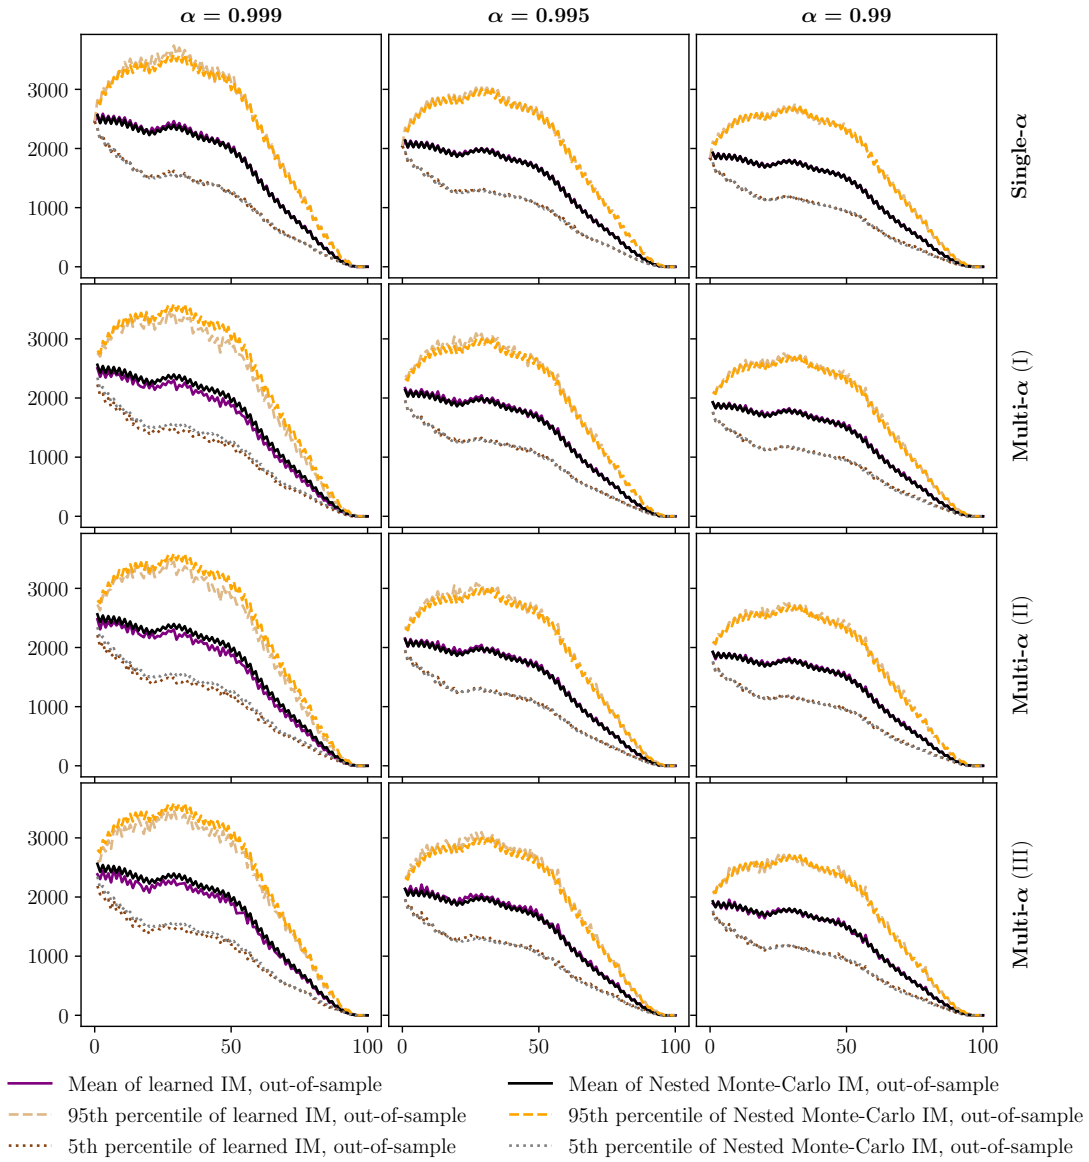 α = 0.999
α = 0.995
α = 0.99
3000
2000
1000
0
Single-α
3000
2000
1000
0
Multi-α (I)
3000
2000
1000
0
Multi-α (II)
3000
2000
1000
0
Multi-α (III)
0 50 100
0 50 100
0 50 100
Mean of learned IM, out-of-sample
95th percentile of learned IM, out-of-sample
5th percentile of learned IM, out-of-sample
Mean of Nested Monte-Carlo IM, out-of-sample
95th percentile of Nested Monte-Carlo IM, out-of-sample
5th percentile of Nested Monte-Carlo IM, out-of-sample